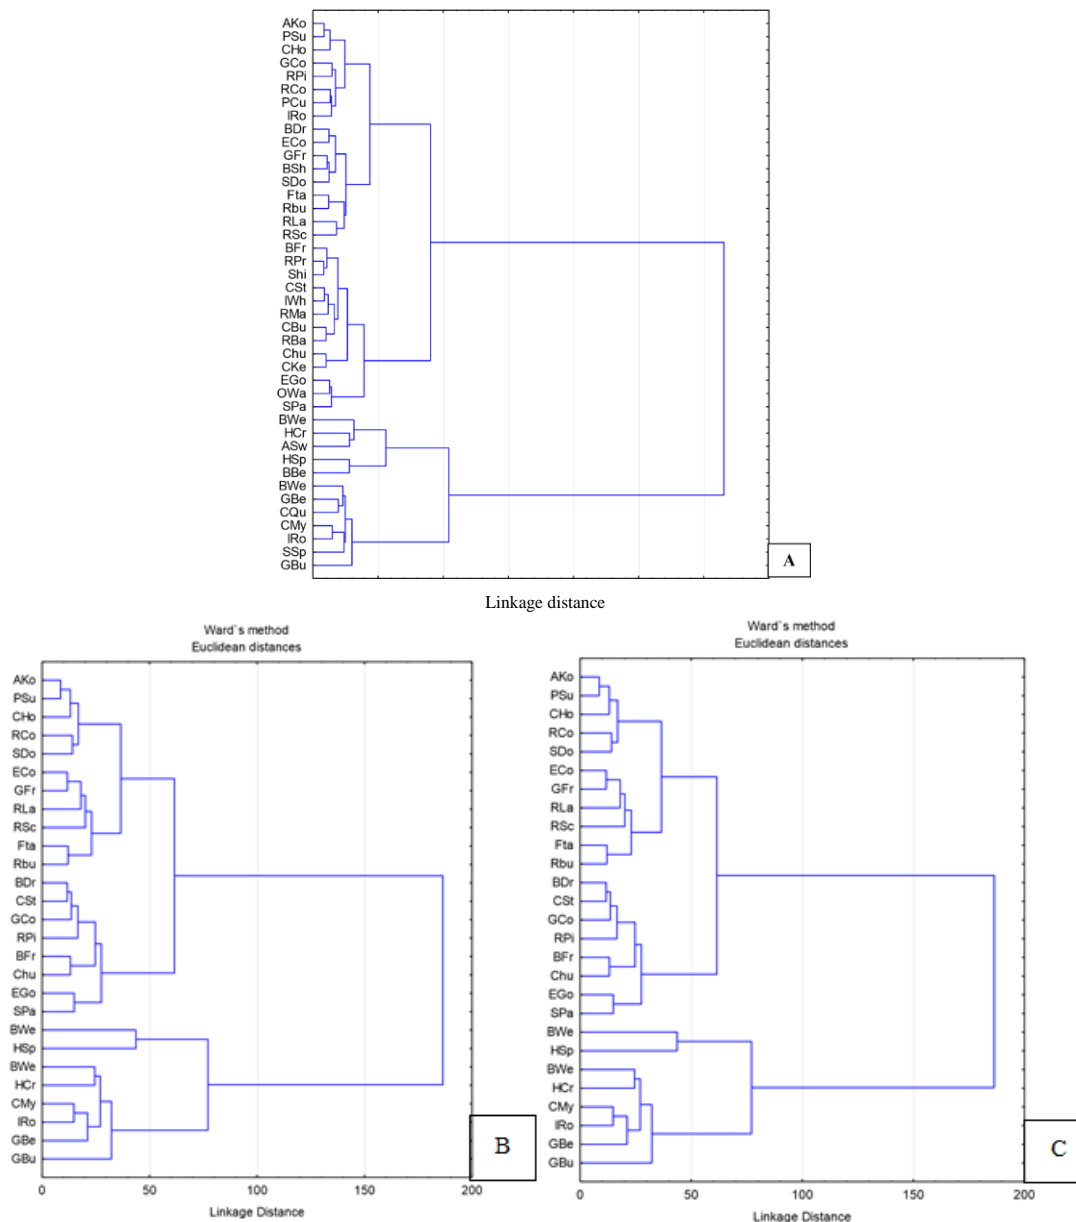 AKo
PSu
CHo
GCo
RPi
RCo
PCu
IRo
BDr
ECo
GFr
BSh
SDo
Fta
Rbu
RLa
RSc
BFr
RPr
Shi
CSt
IWh
RMa
CBu
RBa
Chu
CKe
EGo
OWa
SPa
BWe
HCr
ASw
HSp
BBe
BWe
GBe
CQu
CMy
IRo
SSp
GBu
A
Linkage distance
Ward`s method
Euclidean distances
AKo
PSu
CHo
RCo
SDo
ECo
GFr
RLa
RSc
Fta
Rbu
BDr
CSt
GCo
RPi
BFr
Chu
EGo
SPa
BWe
HSp
BWe
HCr
CMy
IRo
GBe
GBu
B
0 50 100 150 200
Linkage Distance
Ward`s method
Euclidean distances
AKo
PSu
CHo
RCo
SDo
ECo
GFr
RLa
RSc
Fta
Rbu
BDr
CSt
GCo
RPi
BFr
Chu
EGo
SPa
BWe
HSp
BWe
HCr
CMy
IRo
GBe
GBu
C
0 50 100 150 200
Linkage Distance